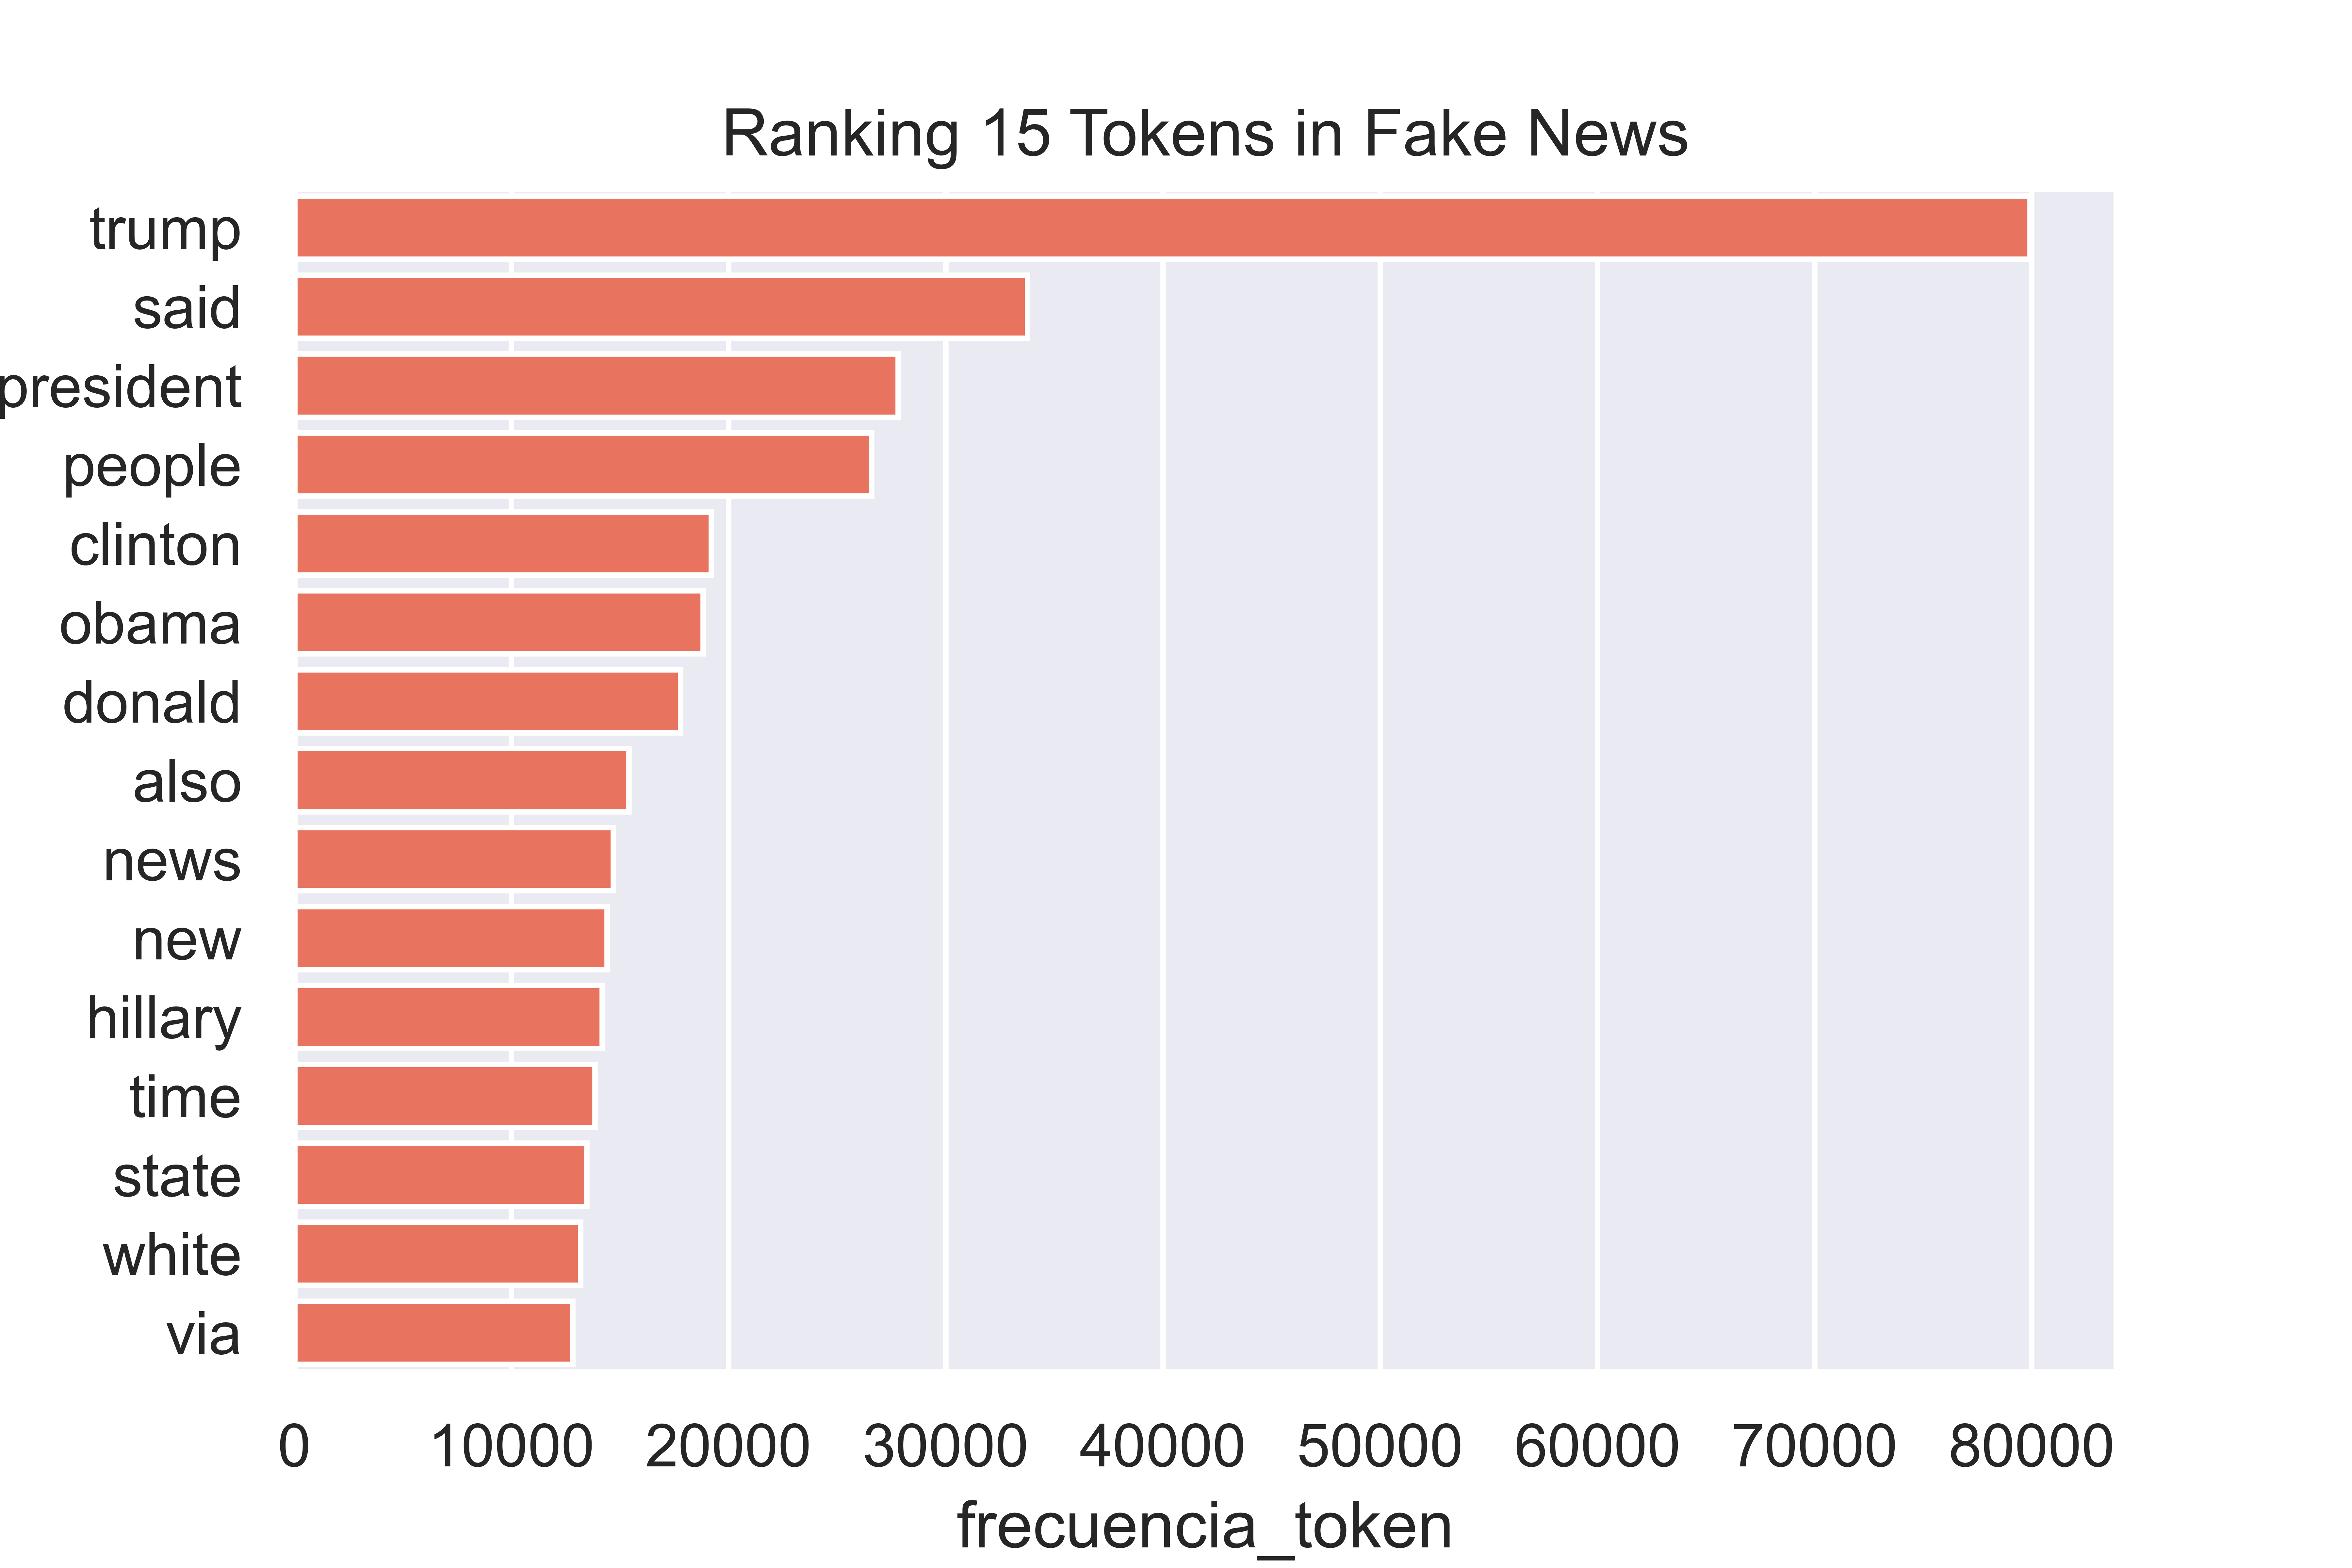 Ranking 15 Tokens in Fake News
trump
said
president
people
clinton
obama
donald
also
news
new
hillary
time
state
white
via
0 10000 20000 30000 40000 50000 60000 70000 80000
frecuencia_token